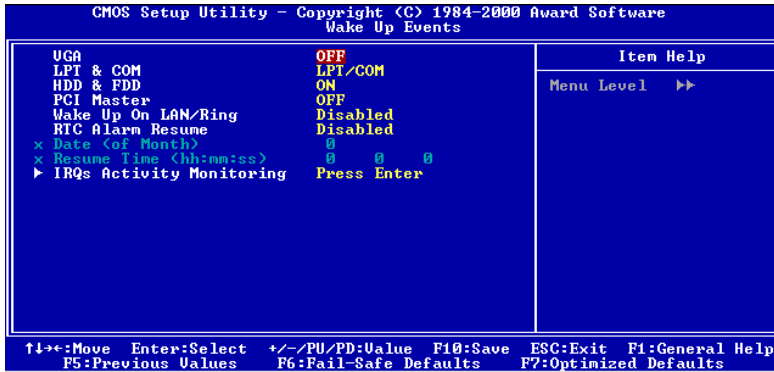 CMOS Setup Utility - Copyright (C) 1984-2000 Award Software
Wake Up Events
VGA OFF
LPT & COM LPT/COM
HDD & FDD ON
PCI Master OFF
Wake Up On LAN/Ring Disabled
RTC Alarm Resume Disabled
x Date (of Month) 0
x Resume Time (hh:mm:ss) 0 0 0
► IRQs Activity Monitoring Press Enter
Item Help
Menu Level ►►
↑↓→←:Move Enter:Select +/-/PU/PD:Value F10:Save ESC:Exit F1:General Help
F5:Previous Values F6:Fail-Safe Defaults F7:Optimized Defaults